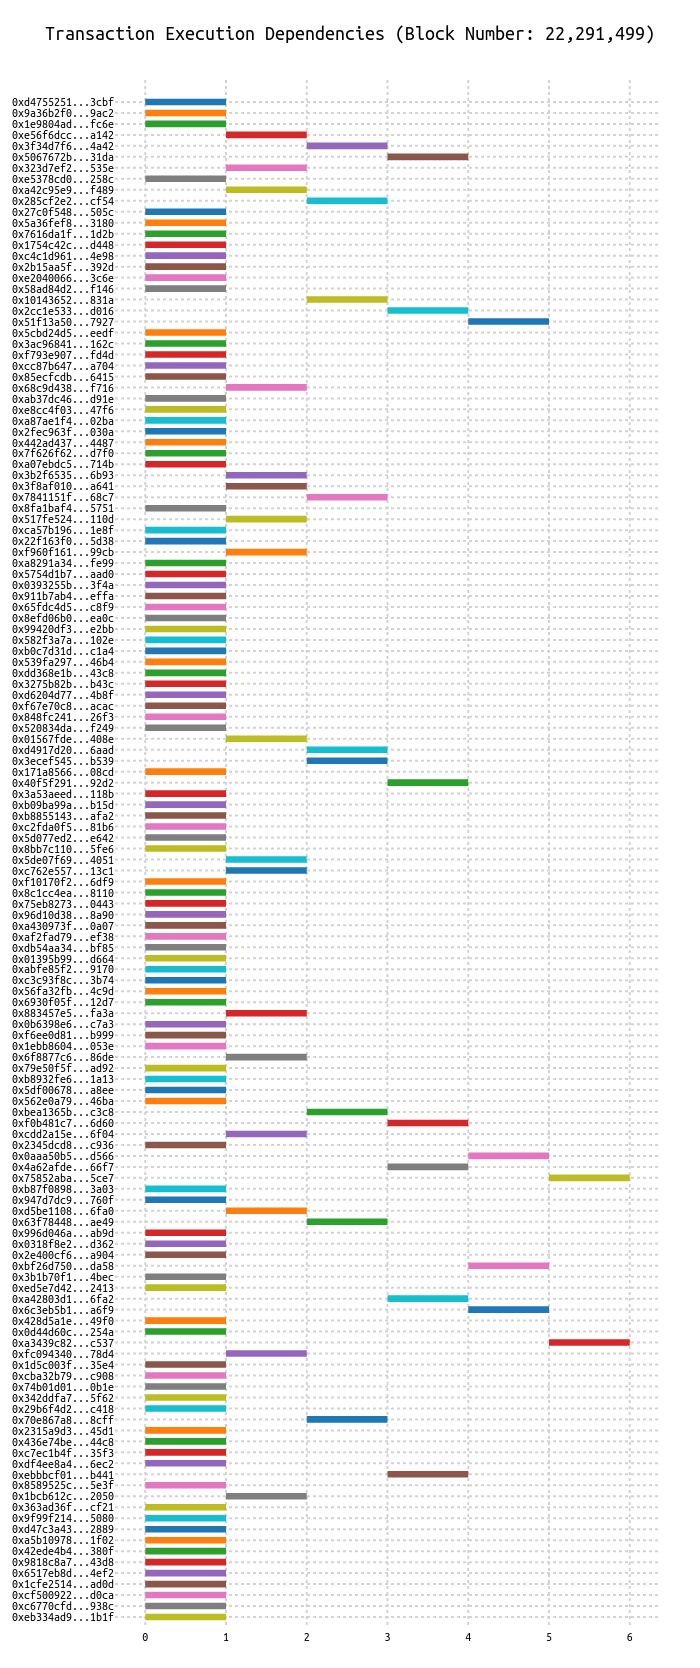 Transaction Execution Dependencies (Block Number: 22,291,499)
0xd4755251...3cbf
0x9a36b2f0...9ac2
0x1e9804ad...fc6e
0xe56f6dcc...a142
0x3f34d7f6...4a42
0x5067672b...31da
0x323d7ef2...535e
0xe5378cd0...258c
0xa42c95e9...f489
0x285cf2e2...cf54
0x27c0f548...505c
0x5a36fef8...3180
0x7616da1f...1d2b
0x1754c42c...d448
0xc4c1d961...4e98
0x2b15aa5f...392d
0xe2040066...3c6e
0x58ad84d2...f146
0x10143652...831a
0x2cc1e533...d016
0x51f13a50...7927
0x5cbd24d5...eedf
0x3ac96841...162c
0xf793e907...fd4d
0xcc87b647...a704
0x85ecfcdb...6415
0x68c9d438...f716
0xab37dc46...d91e
0xe8cc4f03...47f6
0xa87ae1f4...02ba
0x2fec963f...030a
0x442ad437...4487
0x7f626f62...d7f0
0xa07ebdc5...714b
0x3b2f6535...6b93
0x3f8af010...a641
0x7841151f...68c7
0x8fa1baf4...5751
0x517fe524...110d
0xca57b196...1e8f
0x22f163f0...5d38
0xf960f161...99cb
0xa8291a34...fe99
0x5754d1b7...aad0
0x0393255b...3f4a
0x911b7ab4...effa
0x65fdc4d5...c8f9
0x8efd06b0...ea0c
0x99420df3...e2bb
0x582f3a7a...102e
0xb0c7d31d...c1a4
0x539fa297...46b4
0xdd368e1b...43c8
0x3275b82b...b43c
0xd6204d77...4b8f
0xf67e70c8...acac
0x848fc241...26f3
0x520834da...f249
0x01567fde...408e
0xd4917d20...6aad
0x3ecef545...b539
0x171a8566...08cd
0x40f5f291...92d2
0x3a53aeed...118b
0xb09ba99a...b15d
0xb8855143...afa2
0xc2fda0f5...81b6
0x5d077ed2...e642
0x8bb7c110...5fe6
0x5de07f69...4051
0xc762e557...13c1
0xf10170f2...6df9
0x8c1cc4ea...8110
0x75eb8273...0443
0x96d10d38...8a90
0xa430973f...0a07
0xaf2fad79...ef38
0xdb54aa34...bf85
0x01395b99...d664
0xabfe85f2...9170
0xc3c93f8c...3b74
0x56fa32fb...4c9d
0x6930f05f...12d7
0x883457e5...fa3a
0x0b6398e6...c7a3
0xf6ee0d81...b999
0x1ebb8604...053e
0x6f8877c6...86de
0x79e50f5f...ad92
0xb8932fe6...1a13
0x5df00678...a8ee
0x562e0a79...46ba
0xbea1365b...c3c8
0xf0b481c7...6d60
0xcdd2a15e...6f04
0x2345dcd8...c936
0x0aaa50b5...d566
0x4a62afde...66f7
0x75852aba...5ce7
0xb87f0898...3a03
0x947d7dc9...760f
0xd5be1108...6fa0
0x63f78448...ae49
0x996d046a...ab9d
0x0318f8e2...d362
0x2e400cf6...a904
0xbf26d750...da58
0x3b1b70f1...4bec
0xed5e7d42...2413
0xa42803d1...6fa2
0x6c3eb5b1...a6f9
0x428d5a1e...49f0
0x0d44d60c...254a
0xa3439c82...c537
0xfc094340...78d4
0x1d5c003f...35e4
0xcba32b79...c908
0x74b01d01...0b1e
0x342ddfa7...5f62
0x29b6f4d2...c418
0x70e867a8...8cff
0x2315a9d3...45d1
0x436e74be...44c8
0xc7ec1b4f...35f3
0xdf4ee8a4...6ec2
0xebbbcf01...b441
0x8589525c...5e3f
0x1bcb612c...2050
0x363ad36f...cf21
0x9f99f214...5080
0xd47c3a43...2889
0xa5b10978...1f02
0x42ede4b4...380f
0x9818c8a7...43d8
0x6517eb8d...4ef2
0x1cfe2514...ad0d
0xcf500922...d0ca
0xc6770cfd...938c
0xeb334ad9...1b1f
0 1 2 3 4 5 6